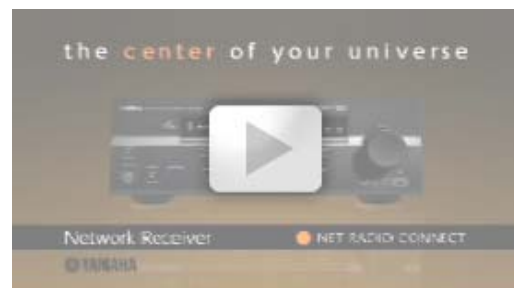 the center of your universe
Network Receiver
NET RADIO CONNECT
YAMAHA